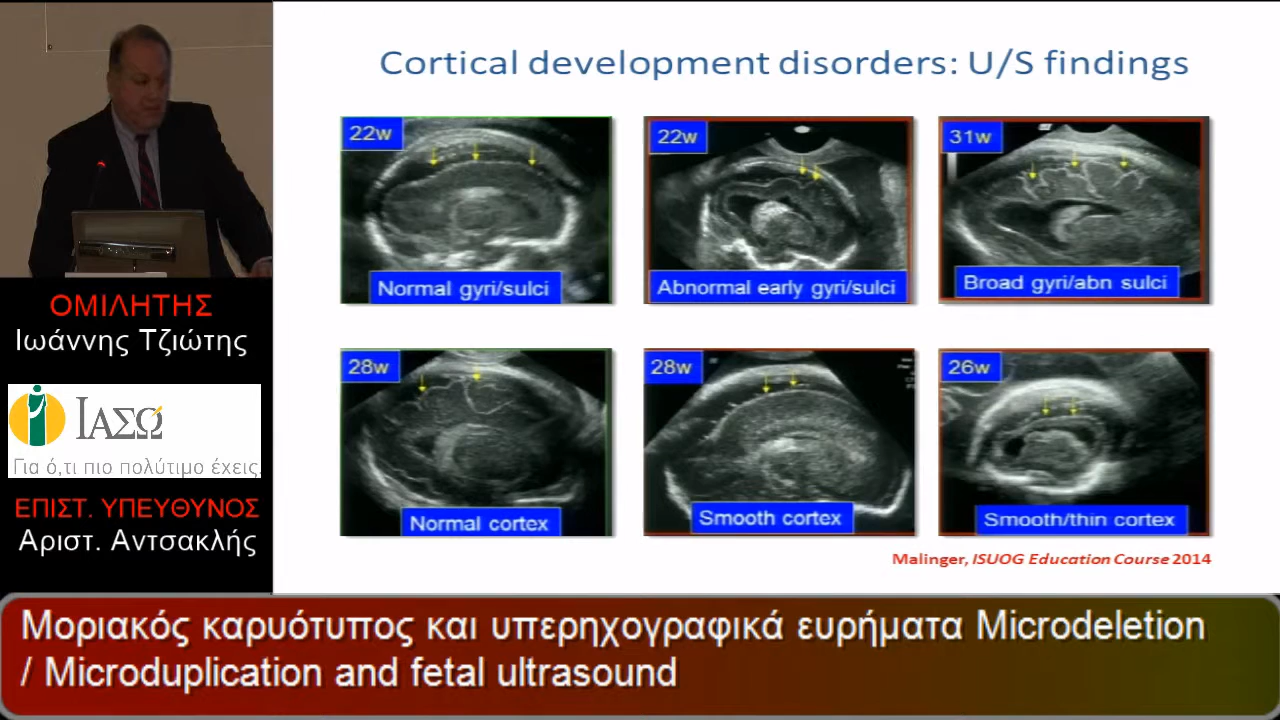 Cortical development disorders: U/S findings
22w
Normal gyri/sulci
22w
Abnormal early gyri/sulci
31w
Broad gyri/abn sulci
28w
Normal cortex
28w
Smooth cortex
26w
Smooth/thin cortex
Malinger, ISUOG Education Course 2014
ΟΜΙΛΗΤΗΣ
Ιωάννης Τζιώτης
ΙΑΣΩ
Για ό,τι πιο πολύτιμο έχεις.
ΕΠΙΣΤ. ΥΠΕΥΘΥΝΟΣ
Αριστ. Αντσακλής
Μοριακός καρυότυπος και υπερηχογραφικά ευρήματα Microdeletion
/ Microduplication and fetal ultrasound